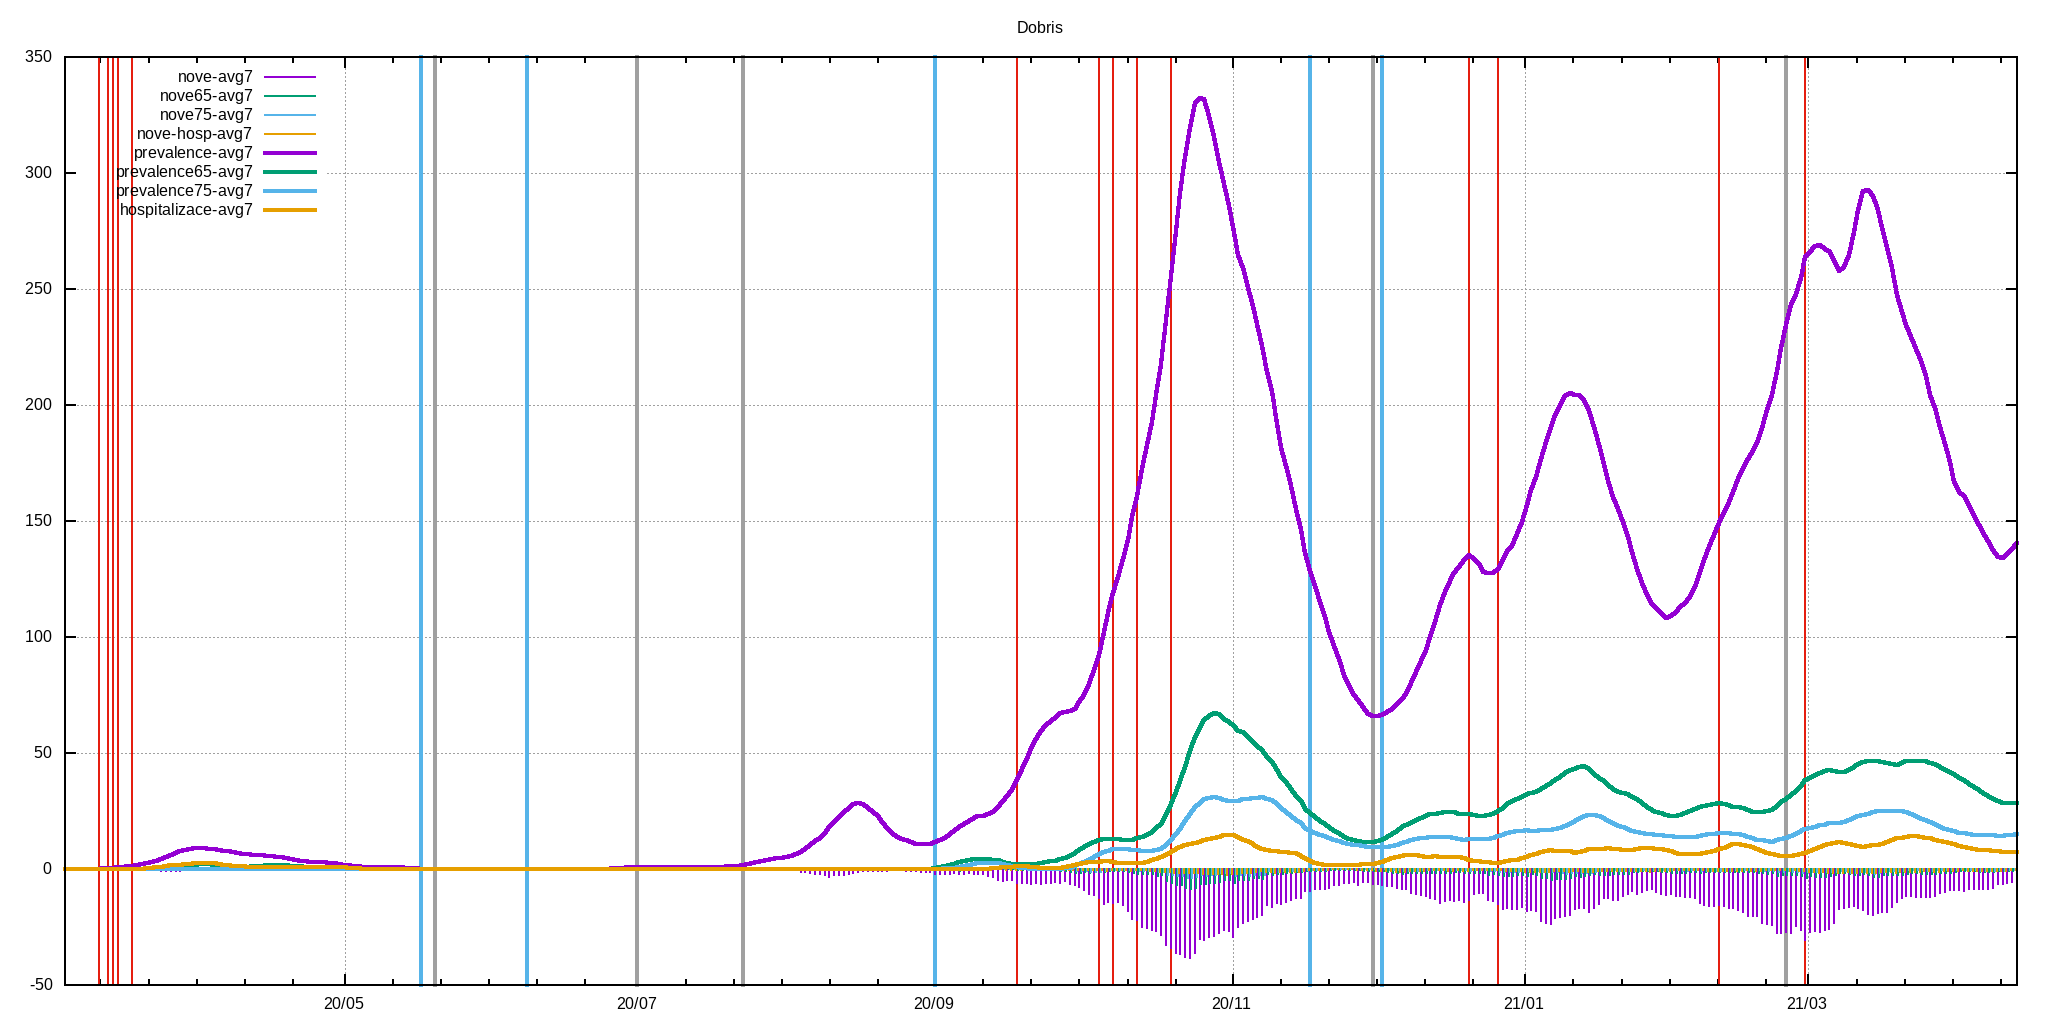 Dobris
350
300
250
200
150
100
50
0
-50
nove-avg7
nove65-avg7
nove75-avg7
nove-hosp-avg7
prevalence-avg7
prevalence65-avg7
prevalence75-avg7
hospitalizace-avg7
20/05 20/07 20/09 20/11 21/01 21/03